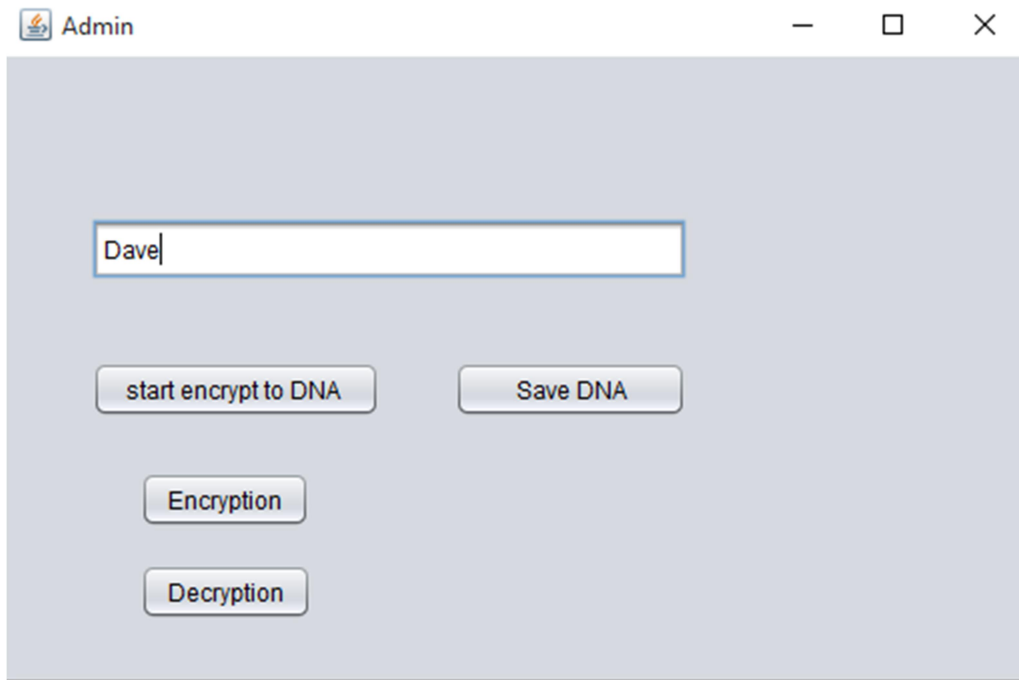 Admin
Dave
start encrypt to DNA
Save DNA
Encryption
Decryption